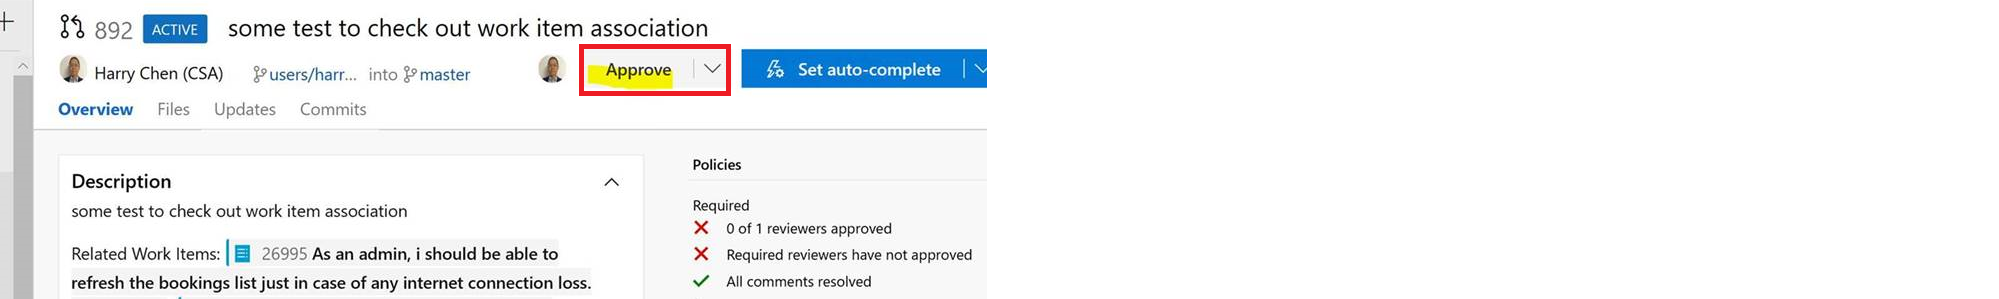 892 ACTIVE some test to check out work item association
Harry Chen (CSA) users/harr... into master Approve Set auto-complete
Overview Files Updates Commits
Description
some test to check out work item association
Related Work Items: 26995 As an admin, i should be able to
refresh the bookings list just in case of any internet connection loss.
Policies
Required
0 of 1 reviewers approved
Required reviewers have not approved
All comments resolved